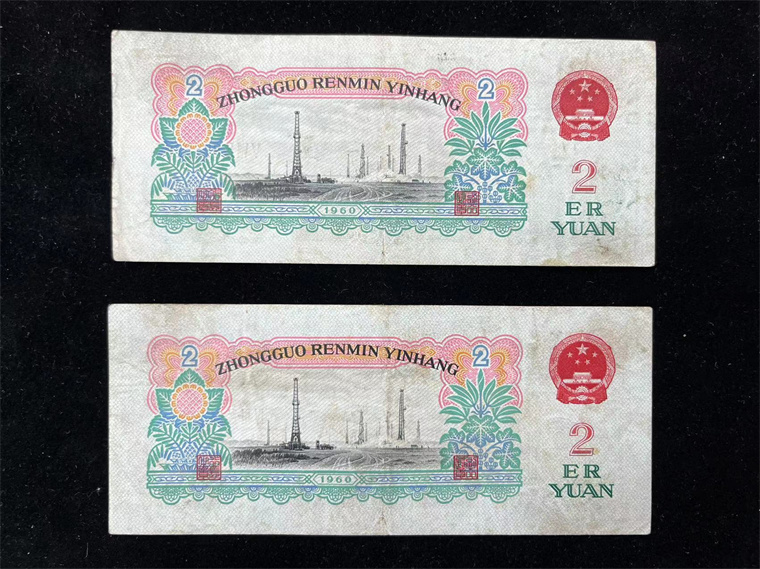 2 ZHONGGUO RENMIN YINHANG 2
2
ER
YUAN
1960
2 ZHONGGUO RENMIN YINHANG 2
2
ER
YUAN
1960